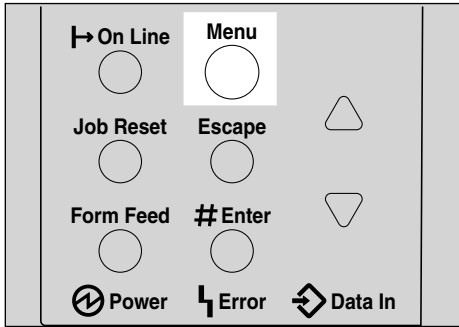 On Line Menu
Job Reset Escape
Form Feed # Enter
Power Error Data In